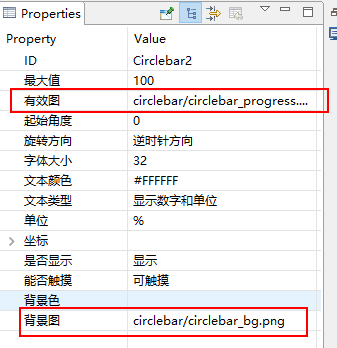 Properties
Property Value
ID Circlebar2
最大值 100
有效图 circlebar/circlebar_progress....
起始角度 0
旋转方向 逆时针方向
字体大小 32
文本颜色 #FFFFFF
文本类型 显示数字和单位
单位 %
坐标
是否显示 显示
能否触摸 可触摸
背景色
背景图 circlebar/circlebar_bg.png